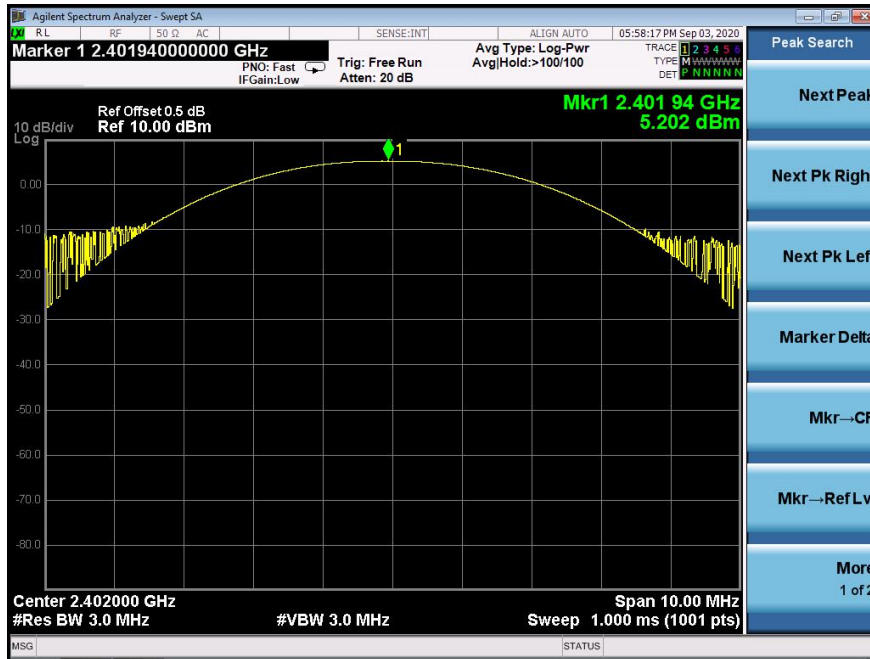 Agilent Spectrum Analyzer - Swept SA
LXI RL RF 50 Ω AC SENSE:INT ALIGN AUTO 05:58:17 PM Sep 03, 2020
Marker 1 2.401940000000 GHz
PNO: Fast
IFGain:Low
Trig: Free Run
Atten: 20 dB
Avg Type: Log-Pwr
Avg|Hold:>100/100
TRACE 1 2 3 4 5 6
TYPE M W W W W W
DET P N N N N N
Peak Search
Next Peak
Next Pk Righ
Next Pk Lef
Marker Delta
Mkr→CF
Mkr→Ref Lv
More
1 of 2
Ref Offset 0.5 dB
10 dB/div Ref 10.00 dBm
Log
Mkr1 2.401 94 GHz
5.202 dBm
1
0.00
-10.0
-20.0
-30.0
-40.0
-50.0
-60.0
-70.0
-80.0
Center 2.402000 GHz Span 10.00 MHz
#Res BW 3.0 MHz #VBW 3.0 MHz Sweep 1.000 ms (1001 pts)
MSG STATUS